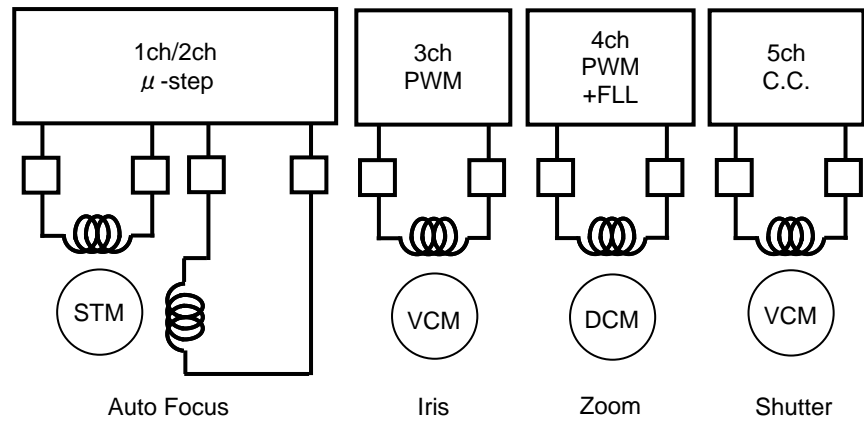 1ch/2ch
μ-step
3ch
PWM
4ch
PWM
+FLL
5ch
C.C.
STM
VCM
DCM
VCM
Auto Focus
Iris
Zoom
Shutter